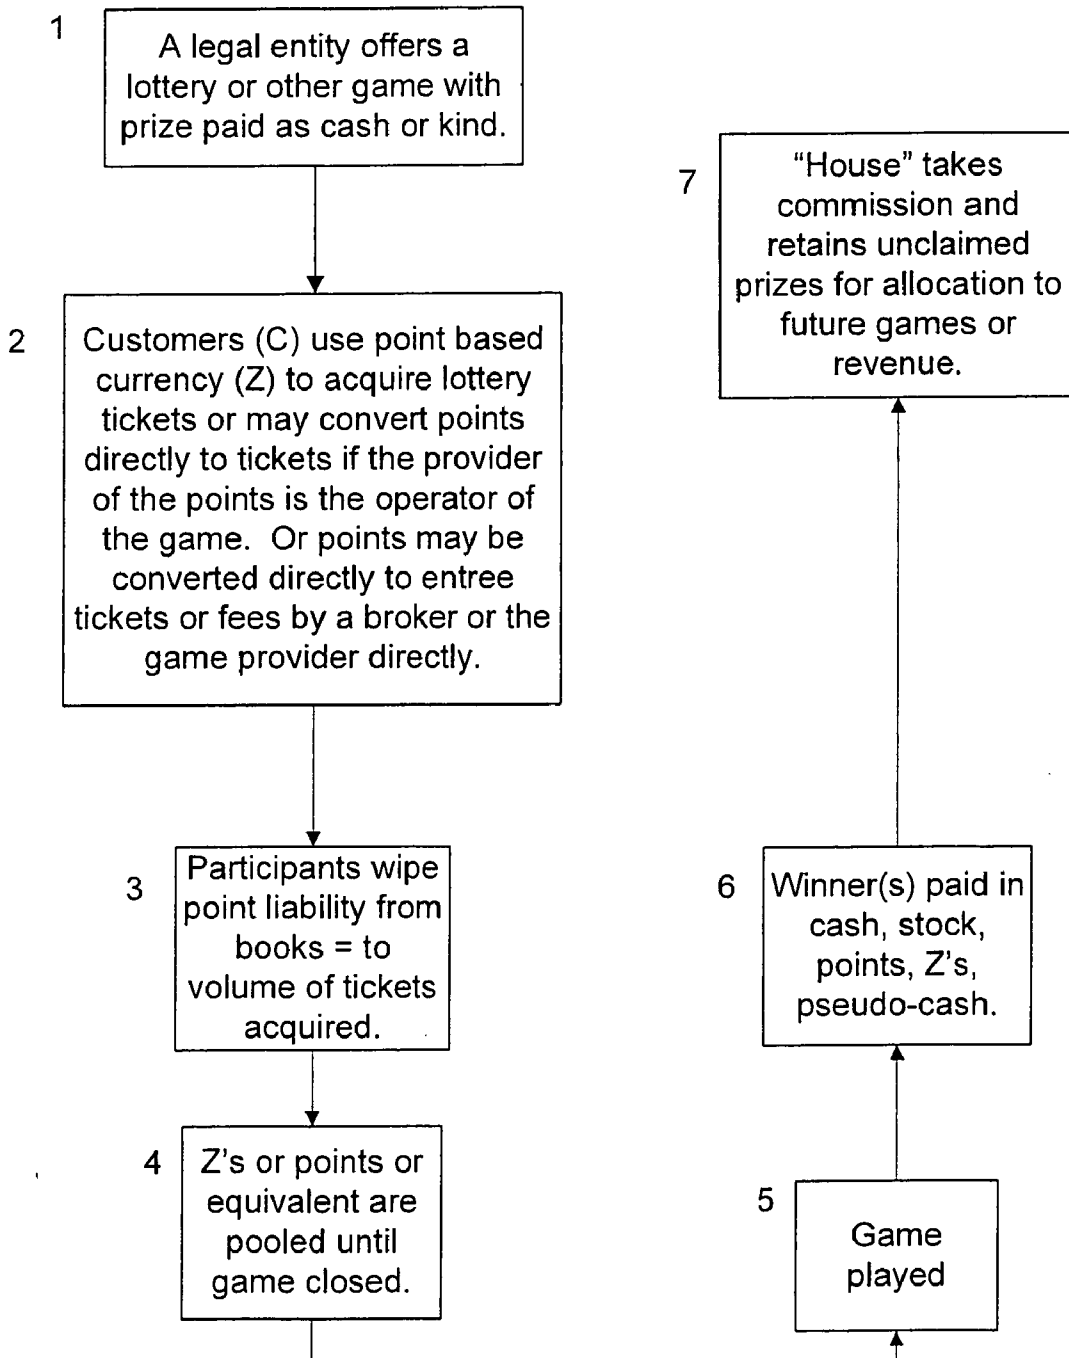 1
A legal entity offers a
lottery or other game with
prize paid as cash or kind.
2
Customers (C) use point based
currency (Z) to acquire lottery
tickets or may convert points
directly to tickets if the provider
of the points is the operator of
the game. Or points may be
converted directly to entree
tickets or fees by a broker or the
game provider directly.
3
Participants wipe
point liability from
books = to
volume of tickets
acquired.
4
Z's or points or
equivalent are
pooled until
game closed.
5
Game
played
6
Winner(s) paid in
cash, stock,
points, Z's,
pseudo-cash.
7
“House” takes
commission and
retains unclaimed
prizes for allocation to
future games or
revenue.